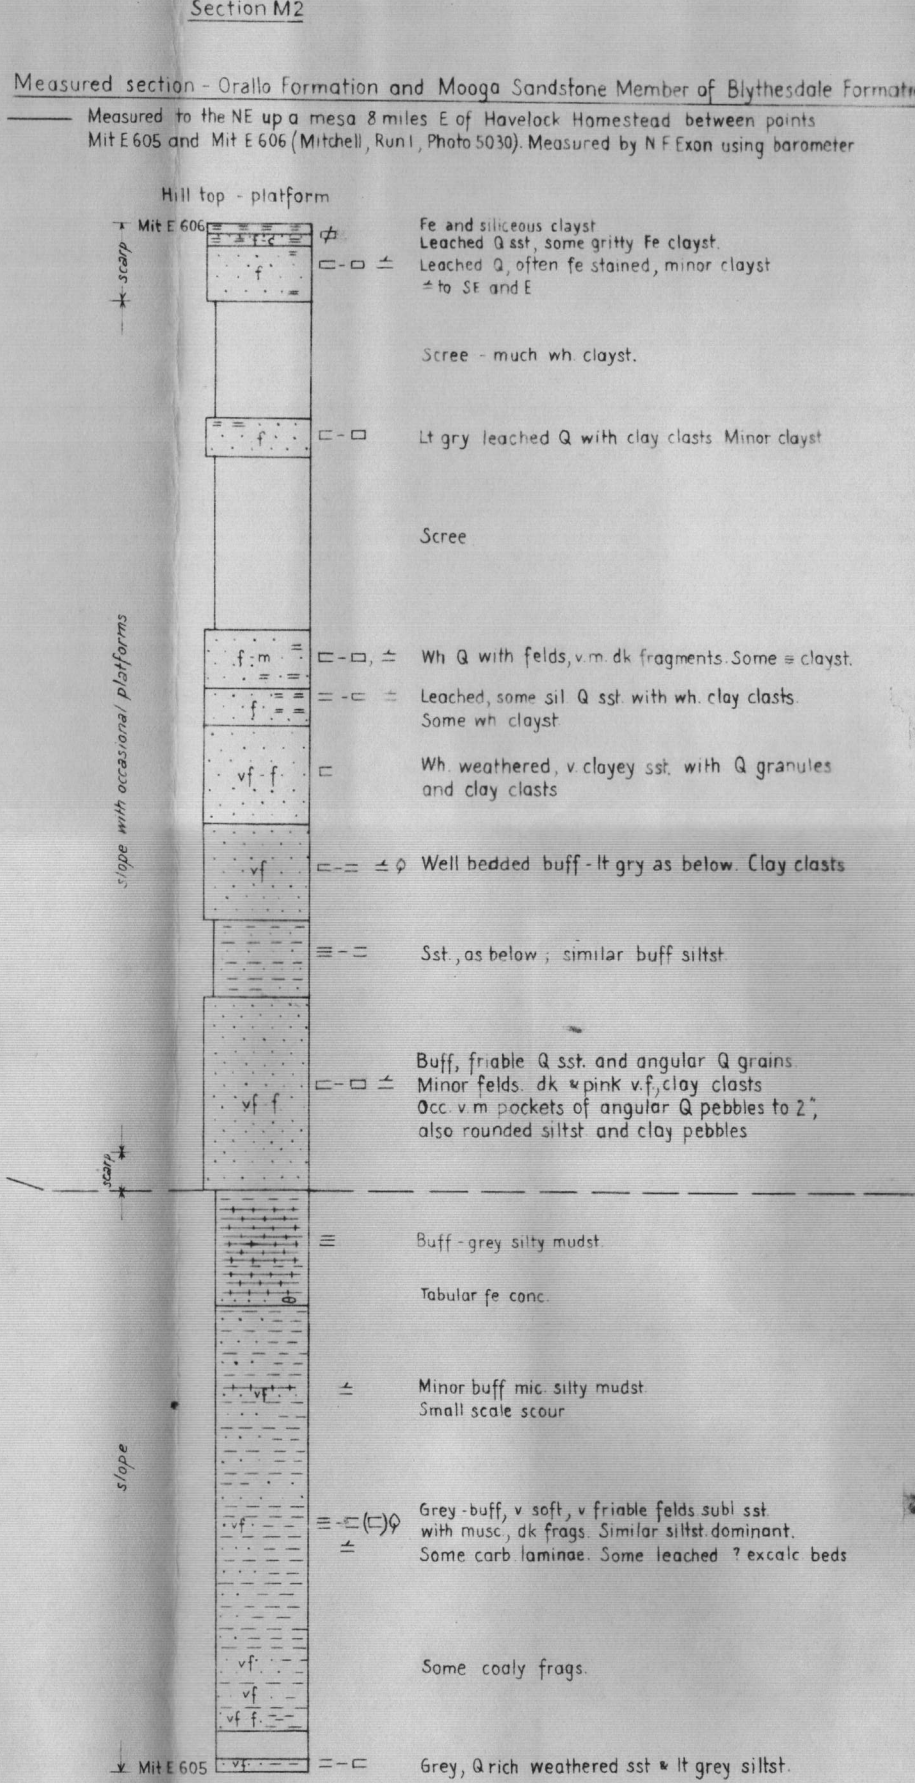 Section M2
Measured section - Orallo Formation and Mooga Sandstone Member of Blythesdale Formati
Measured to the NE up a mesa 8 miles E of Havelock Homestead between points
Mit E 605 and Mit E 606 (Mitchell, Run 1, Photo 5030). Measured by N F Exon using barometer
Hill top - platform
Mit E 606
scarp
f-c
Fe and siliceous clayst
Leached Q sst, some gritty Fe clayst.
f
Leached Q, often fe stained, minor clayst
to SE and E
Scree - much wh. clayst.
f
Lt gry leached Q with clay clasts Minor clayst
Scree
slope with occasional platforms
f-m
Wh Q with felds, v.m. dk fragments. Some = clayst.
f
Leached, some sil Q sst. with wh. clay clasts.
Some wh clayst
vf-f
Wh. weathered, v. clayey sst. with Q granules
and clay clasts
vf
Well bedded buff - lt gry as below. Clay clasts
Sst., as below ; similar buff siltst
vf f
Buff, friable Q sst. and angular Q grains.
Minor felds. dk & pink v.f., clay clasts
Occ. v.m pockets of angular Q pebbles to 2",
also rounded siltst and clay pebbles
scarp
Buff - grey silty mudst.
Tabular fe conc.
vf
Minor buff mic. silty mudst.
Small scale scour
slope
vf
Grey - buff, v soft, v friable felds subl sst
with musc., dk frags. Similar siltst. dominant.
Some carb laminae. Some leached ? excalc beds
vf
Some coaly frags.
vf
vf f
Mit E 605
vf
Grey, Q rich weathered sst & lt grey siltst.